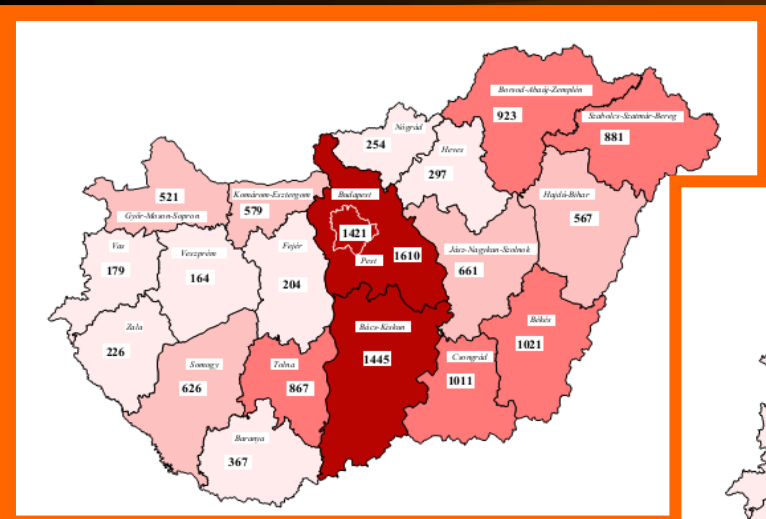 Borsod-Abaúj-Zemplén
923
Szabolcs-Szatmár-Bereg
881
Nógrád
254
Heves
297
Hajdú-Bihar
567
521
Győr-Moson-Sopron
Komárom-Esztergom
579
Budapest
1421
1610
Pest
Jász-Nagykun-Szolnok
661
Vas
179
Veszprém
164
Fejér
204
Zala
226
Somogy
626
Tolna
867
Bács-Kiskun
1445
Csongrád
1011
Békés
1021
Baranya
367